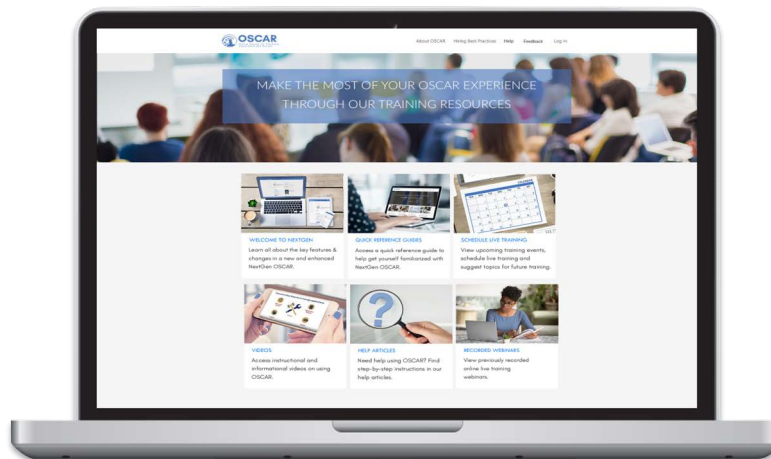 OSCAR
About OSCAR Hiring Best Practices Help Feedback Log In
MAKE THE MOST OF YOUR OSCAR EXPERIENCE
THROUGH OUR TRAINING RESOURCES
WELCOME TO NEXTGEN
Learn all about the key features &
changes in a new and enhanced
NextGen OSCAR.
QUICK REFERENCE GUIDES
Access a quick reference guide to
help get yourself familiarized with
NextGen OSCAR.
SCHEDULE LIVE TRAINING
View upcoming training events,
schedule live training and
suggest topics for future training.
VIDEOS
Access instructional and
informational videos on using
OSCAR.
HELP ARTICLES
Need help using OSCAR? Find
step-by-step instructions in our
help articles.
RECORDED WEBINARS
View previously recorded
online live training
webinars.